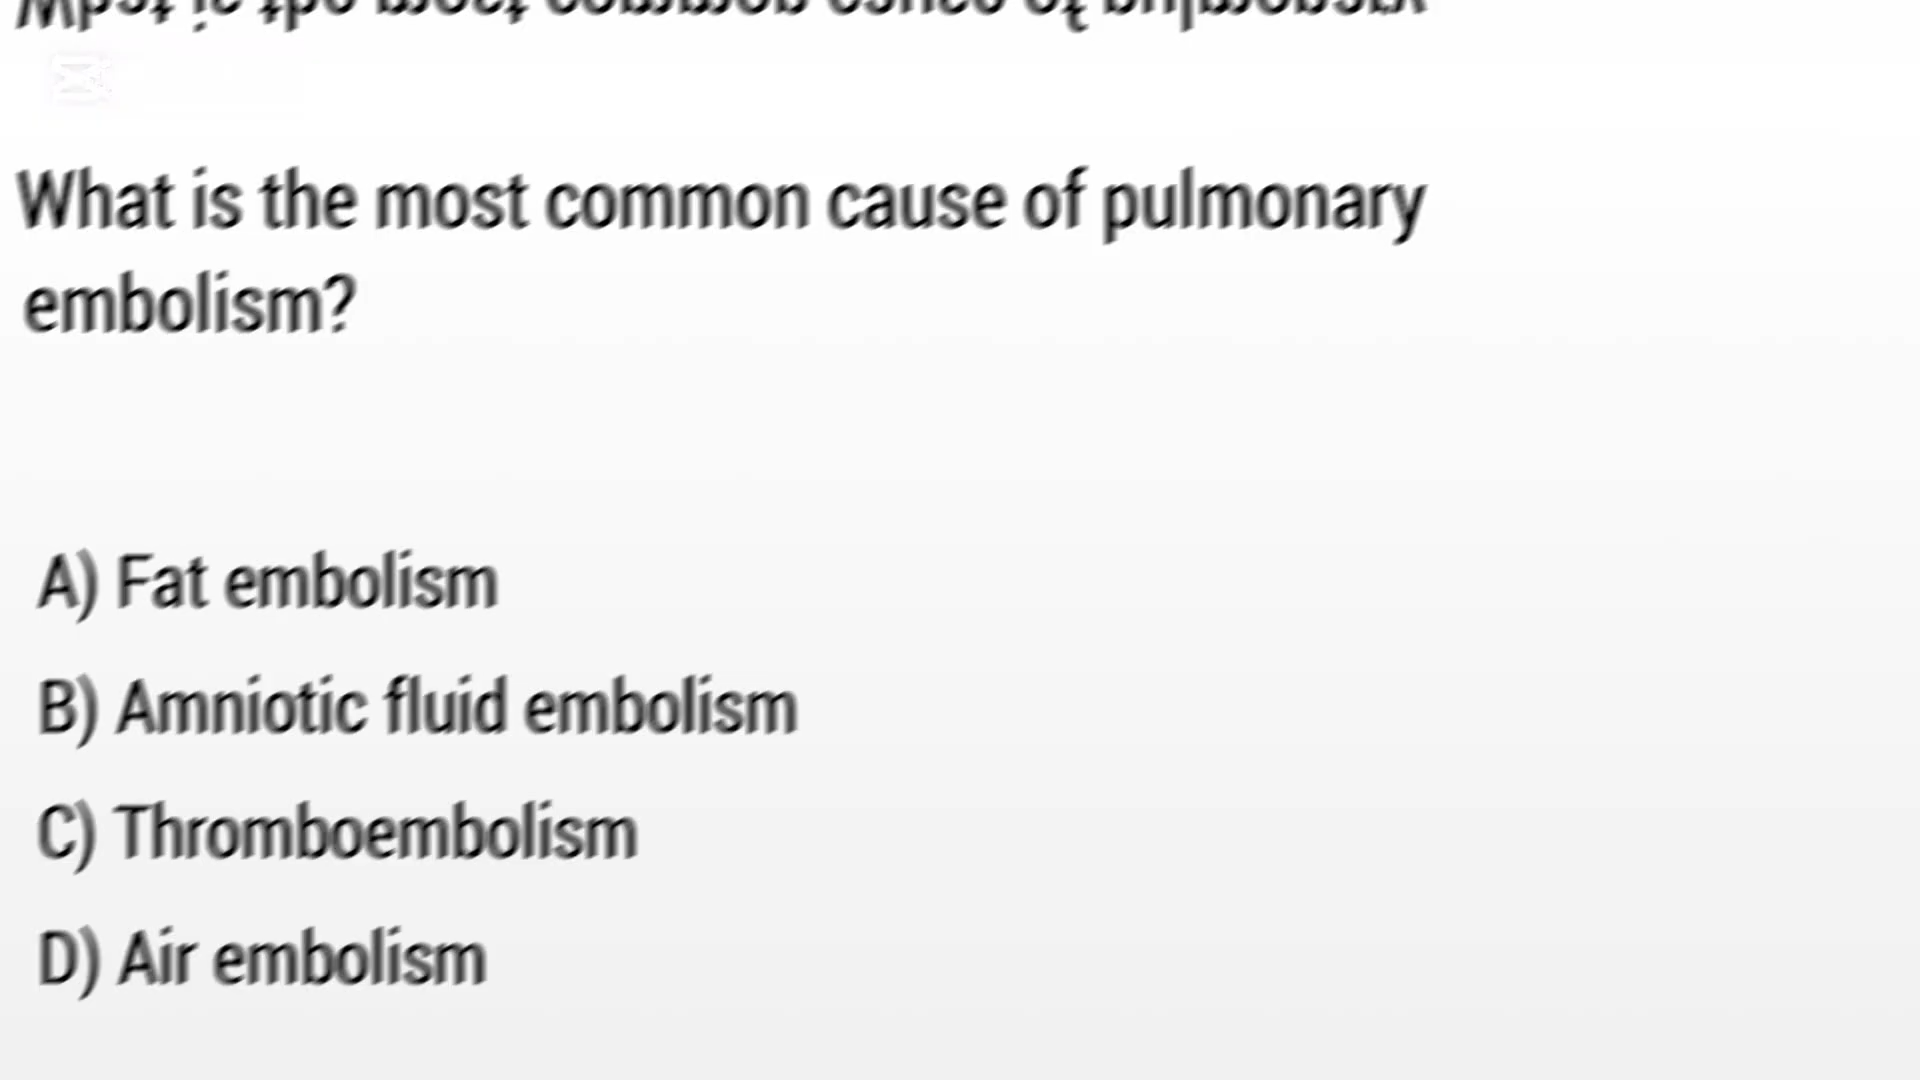 What is the most common cause of pulmonary
embolism?
A) Fat embolism
B) Amniotic fluid embolism
C) Thromboembolism
D) Air embolism